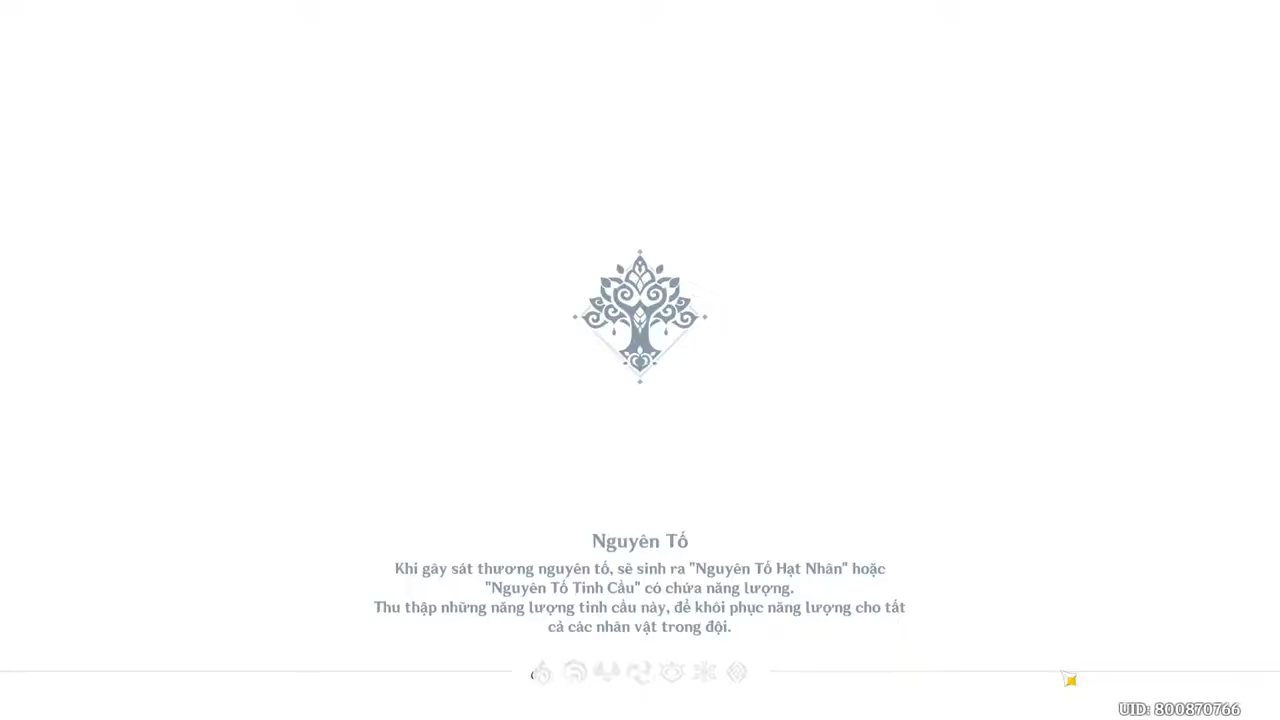 Nguyên Tố
Khi gây sát thương nguyên tố, sẽ sinh ra "Nguyên Tố Hạt Nhân" hoặc
"Nguyên Tố Tinh Cầu" có chứa năng lượng.
Thu thập những năng lượng tinh cầu này, để khôi phục năng lượng cho tất
cả các nhân vật trong đội.
UID: 800870766